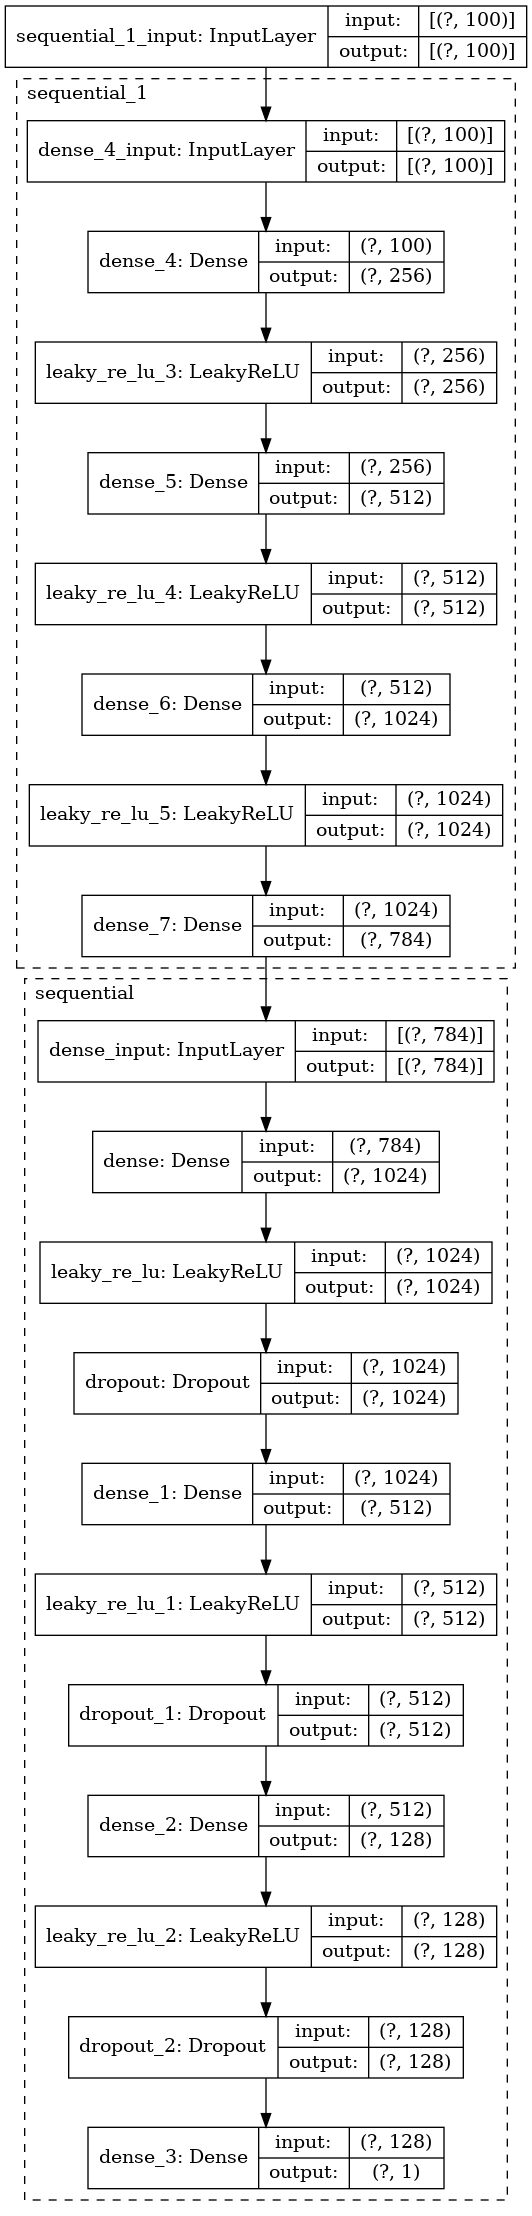 sequential_1_input: InputLayer
input: [(?, 100)]
output: [(?, 100)]
sequential_1
dense_4_input: InputLayer
input: [(?, 100)]
output: [(?, 100)]
dense_4: Dense
input: (?, 100)
output: (?, 256)
leaky_re_lu_3: LeakyReLU
input: (?, 256)
output: (?, 256)
dense_5: Dense
input: (?, 256)
output: (?, 512)
leaky_re_lu_4: LeakyReLU
input: (?, 512)
output: (?, 512)
dense_6: Dense
input: (?, 512)
output: (?, 1024)
leaky_re_lu_5: LeakyReLU
input: (?, 1024)
output: (?, 1024)
dense_7: Dense
input: (?, 1024)
output: (?, 784)
sequential
dense_input: InputLayer
input: [(?, 784)]
output: [(?, 784)]
dense: Dense
input: (?, 784)
output: (?, 1024)
leaky_re_lu: LeakyReLU
input: (?, 1024)
output: (?, 1024)
dropout: Dropout
input: (?, 1024)
output: (?, 1024)
dense_1: Dense
input: (?, 1024)
output: (?, 512)
leaky_re_lu_1: LeakyReLU
input: (?, 512)
output: (?, 512)
dropout_1: Dropout
input: (?, 512)
output: (?, 512)
dense_2: Dense
input: (?, 512)
output: (?, 128)
leaky_re_lu_2: LeakyReLU
input: (?, 128)
output: (?, 128)
dropout_2: Dropout
input: (?, 128)
output: (?, 128)
dense_3: Dense
input: (?, 128)
output: (?, 1)